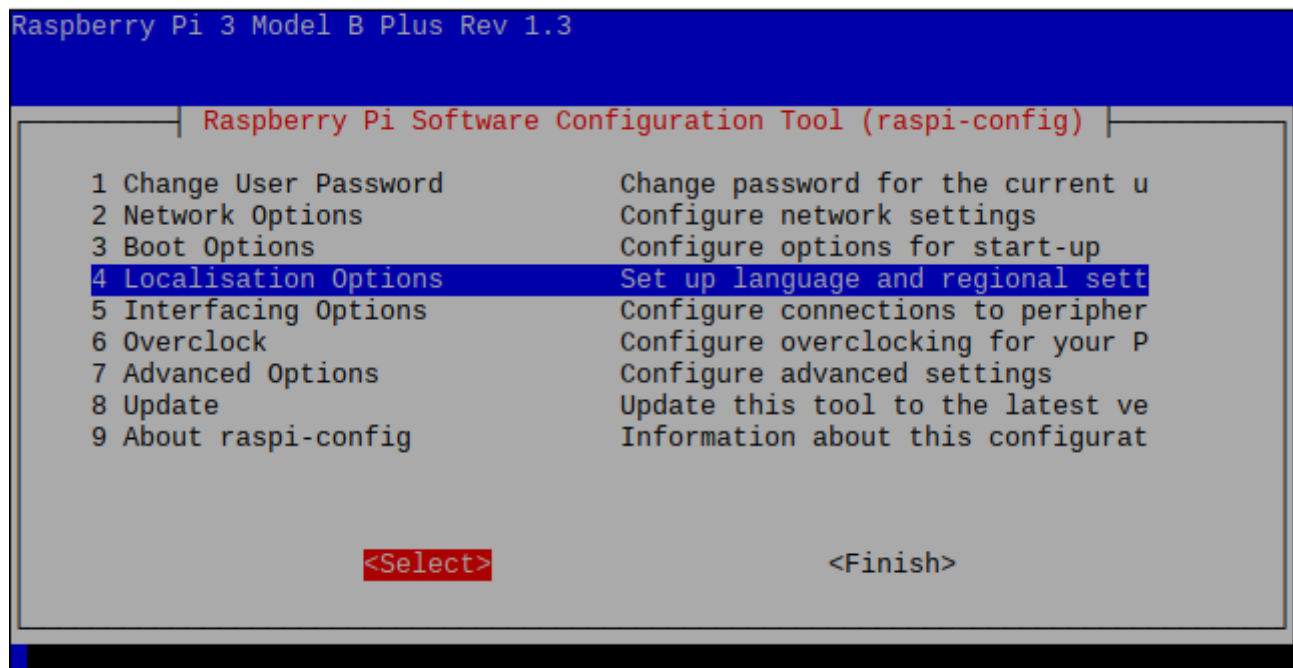 Raspberry Pi 3 Model B Plus Rev 1.3
Raspberry Pi Software Configuration Tool (raspi-config)
1 Change User Password Change password for the current u
2 Network Options Configure network settings
3 Boot Options Configure options for start-up
4 Localisation Options Set up language and regional sett
5 Interfacing Options Configure connections to peripher
6 Overclock Configure overclocking for your P
7 Advanced Options Configure advanced settings
8 Update Update this tool to the latest ve
9 About raspi-config Information about this configurat
<Select> <Finish>